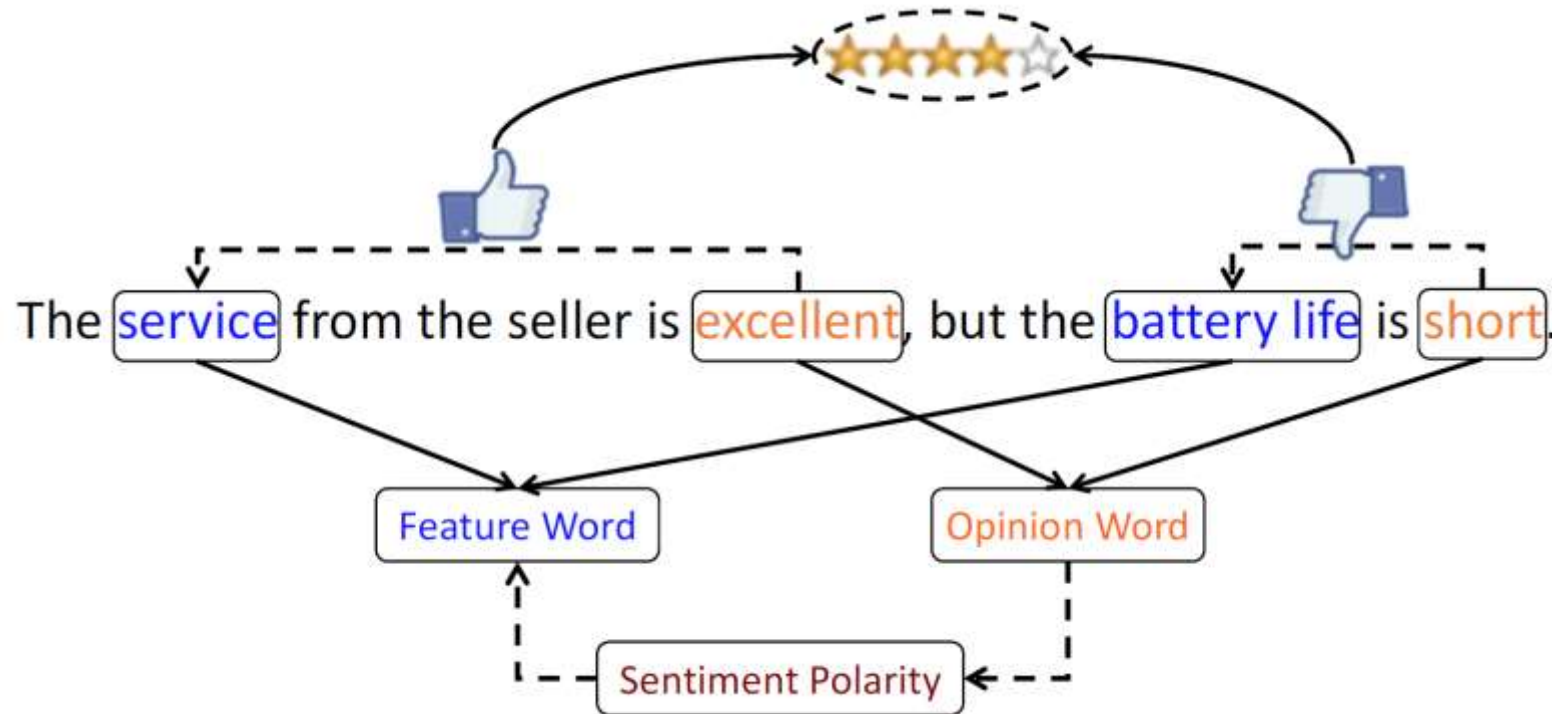 The service from the seller is excellent, but the battery life is short.
Feature Word
Opinion Word
Sentiment Polarity